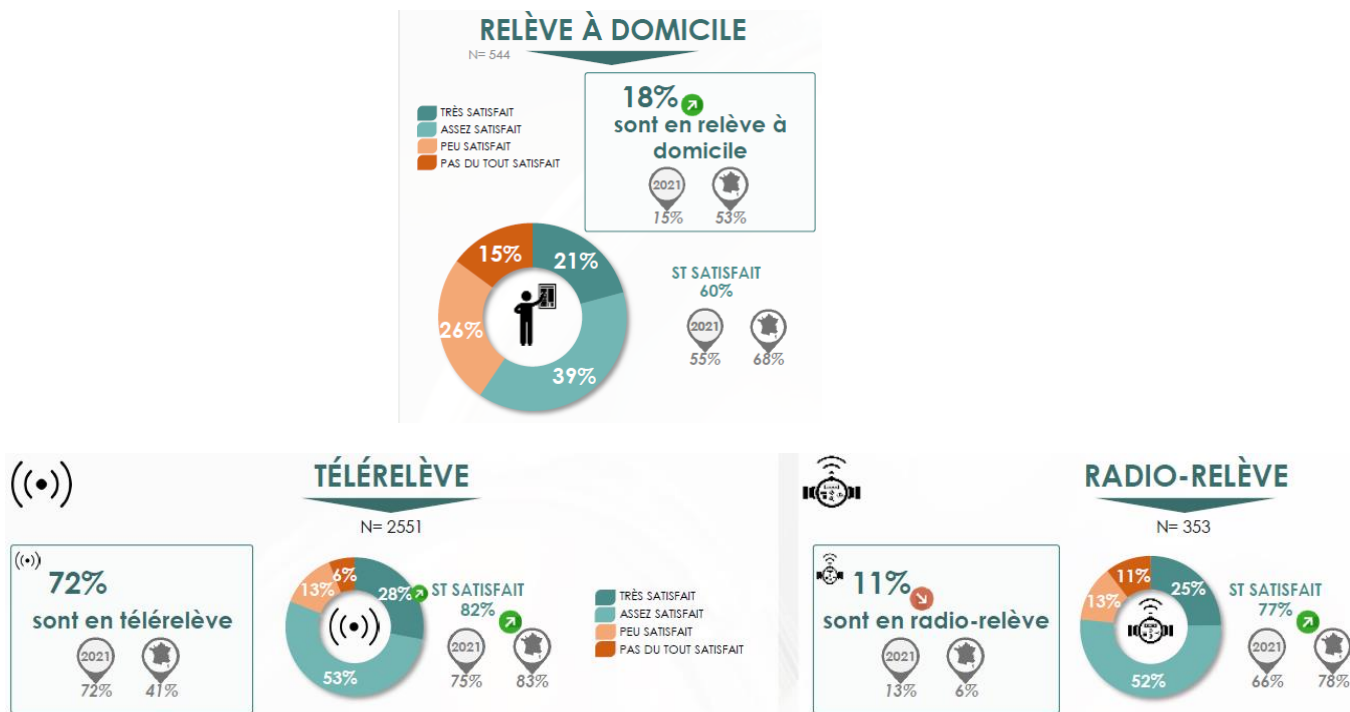 RELÈVE À DOMICILE
N= 544
18%
sont en relève à
domicile
2021
15%
53%
TRÈS SATISFAIT
ASSEZ SATISFAIT
PEU SATISFAIT
PAS DU TOUT SATISFAIT
15%
21%
26%
39%
ST SATISFAIT
60%
2021
55%
68%
TÉLÉRELÈVE
N= 2551
72%
sont en télérelève
2021
72%
41%
6%
13%
28%
53%
ST SATISFAIT
82%
2021
75%
83%
TRÈS SATISFAIT
ASSEZ SATISFAIT
PEU SATISFAIT
PAS DU TOUT SATISFAIT
RADIO-RELÈVE
N= 353
11%
sont en radio-relève
2021
13%
6%
11%
13%
25%
52%
ST SATISFAIT
77%
2021
66%
78%